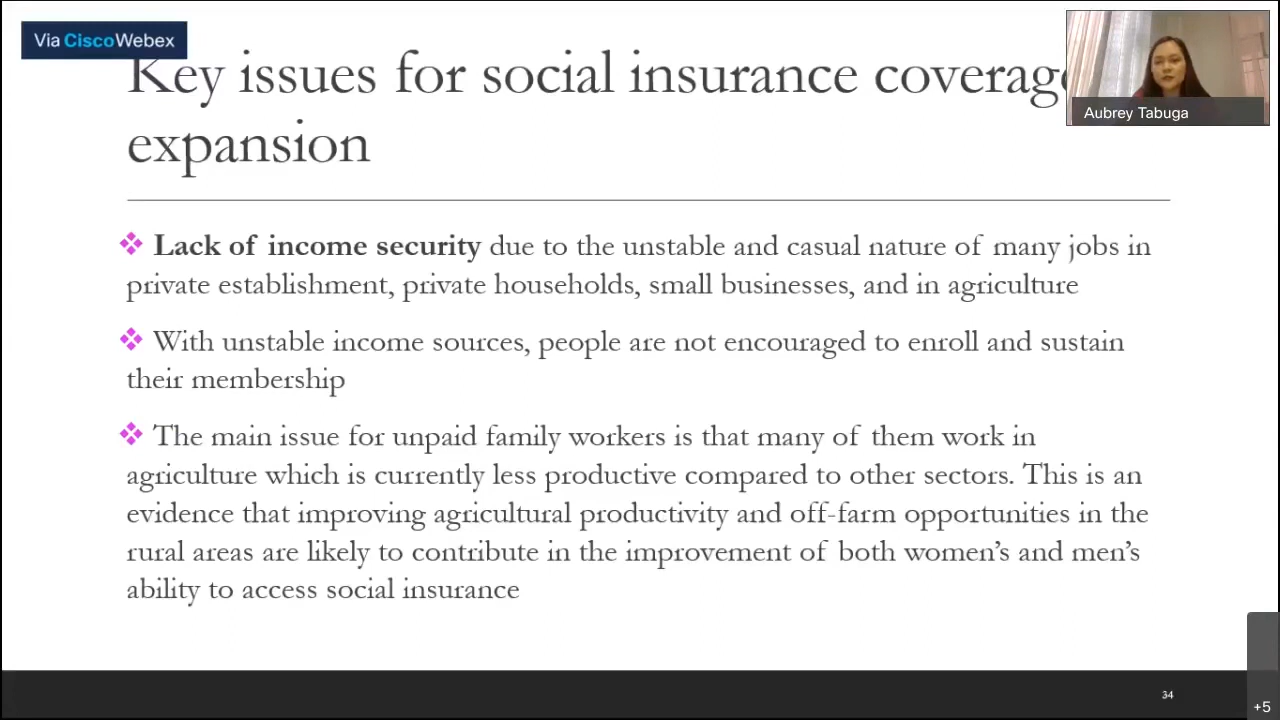 Via CiscoWebex
Key issues for social insurance coverage
expansion
Aubrey Tabuga
Lack of income security due to the unstable and casual nature of many jobs in
private establishment, private households, small businesses, and in agriculture
With unstable income sources, people are not encouraged to enroll and sustain
their membership
The main issue for unpaid family workers is that many of them work in
agriculture which is currently less productive compared to other sectors. This is an
evidence that improving agricultural productivity and off-farm opportunities in the
rural areas are likely to contribute in the improvement of both women’s and men’s
ability to access social insurance
34
+5